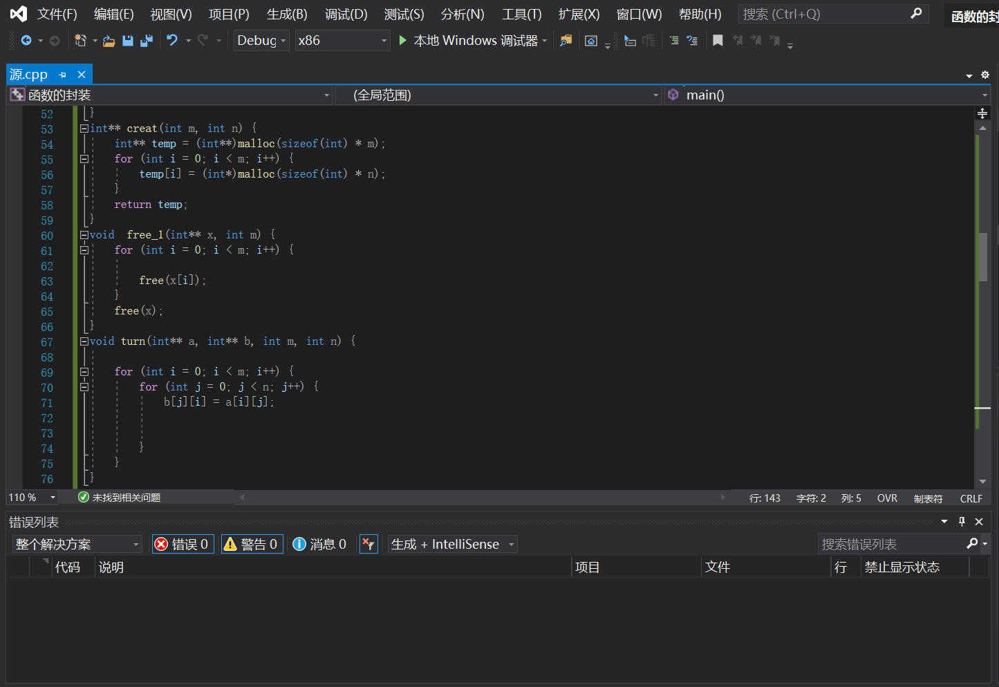 文件(F) 编辑(E) 视图(V) 项目(P) 生成(B) 调试(D) 测试(S) 分析(N) 工具(T) 扩展(X) 窗口(W) 帮助(H) 搜索 (Ctrl+Q) 函数的封
Debug x86 本地 Windows 调试器
源.cpp
函数的封装 (全局范围) main()
52 }
53 int** creat(int m, int n) {
54 int** temp = (int**)malloc(sizeof(int) * m);
55 for (int i = 0; i < m; i++) {
56 temp[i] = (int*)malloc(sizeof(int) * n);
57 }
58 return temp;
59 }
60 void  free_1(int** x, int m) {
61 for (int i = 0; i < m; i++) {
62
63 free(x[i]);
64 }
65 free(x);
66 }
67 void turn(int** a, int** b, int m, int n) {
68
69 for (int i = 0; i < m; i++) {
70 for (int j = 0; j < n; j++) {
71 b[j][i] = a[i][j];
72
73
74 }
75 }
76 }
110 % 未找到相关问题 行: 143 字符: 2 列: 5 OVR 制表符 CRLF
错误列表
整个解决方案 错误 0 警告 0 消息 0 生成 + IntelliSense 搜索错误列表
代码 说明 项目 文件 行 禁止显示状态